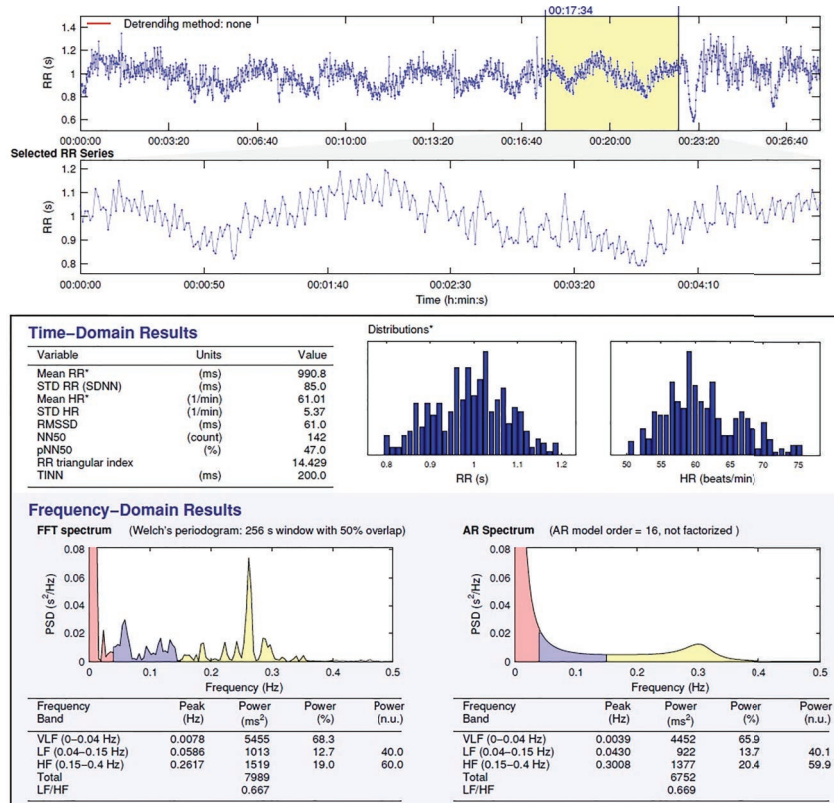 00:17:34
Detrending method: none
1.4
1.2
1
0.8
0.6
RR (s)
00:00:00 00:03:20 00:06:40 00:10:00 00:13:20 00:16:40 00:20:00 00:23:20 00:26:40
Selected RR Series
1.2
1.1
1
0.9
0.8
RR (s)
00:00:00 00:00:50 00:01:40 00:02:30 00:03:20 00:04:10
Time (h:min:s)
Time–Domain Results
Variable Units Value
Mean RR* (ms) 990.8
STD RR (SDNN) (ms) 85.0
Mean HR* (1/min) 61.01
STD HR (1/min) 5.37
RMSSD (ms) 61.0
NN50 (count) 142
pNN50 (%) 47.0
RR triangular index 14.429
TINN (ms) 200.0
Distributions*
0.8 0.9 1 1.1 1.2
RR (s)
50 55 60 65 70 75
HR (beats/min)
Frequency–Domain Results
FFT spectrum (Welch's periodogram: 256 s window with 50% overlap)
0.08
0.06
0.04
0.02
0
PSD (s²/Hz)
0 0.1 0.2 0.3 0.4 0.5
Frequency (Hz)
Frequency Peak Power Power Power
Band (Hz) (ms²) (%) (n.u.)
VLF (0–0.04 Hz) 0.0078 5455 68.3
LF (0.04–0.15 Hz) 0.0586 1013 12.7 40.0
HF (0.15–0.4 Hz) 0.2617 1519 19.0 60.0
Total 7989
LF/HF 0.667
AR Spectrum (AR model order = 16, not factorized )
0.08
0.06
0.04
0.02
0
PSD (s²/Hz)
0 0.1 0.2 0.3 0.4 0.5
Frequency (Hz)
Frequency Peak Power Power Power
Band (Hz) (ms²) (%) (n.u.)
VLF (0–0.04 Hz) 0.0039 4452 65.9
LF (0.04–0.15 Hz) 0.0430 922 13.7 40.1
HF (0.15–0.4 Hz) 0.3008 1377 20.4 59.9
Total 6752
LF/HF 0.669